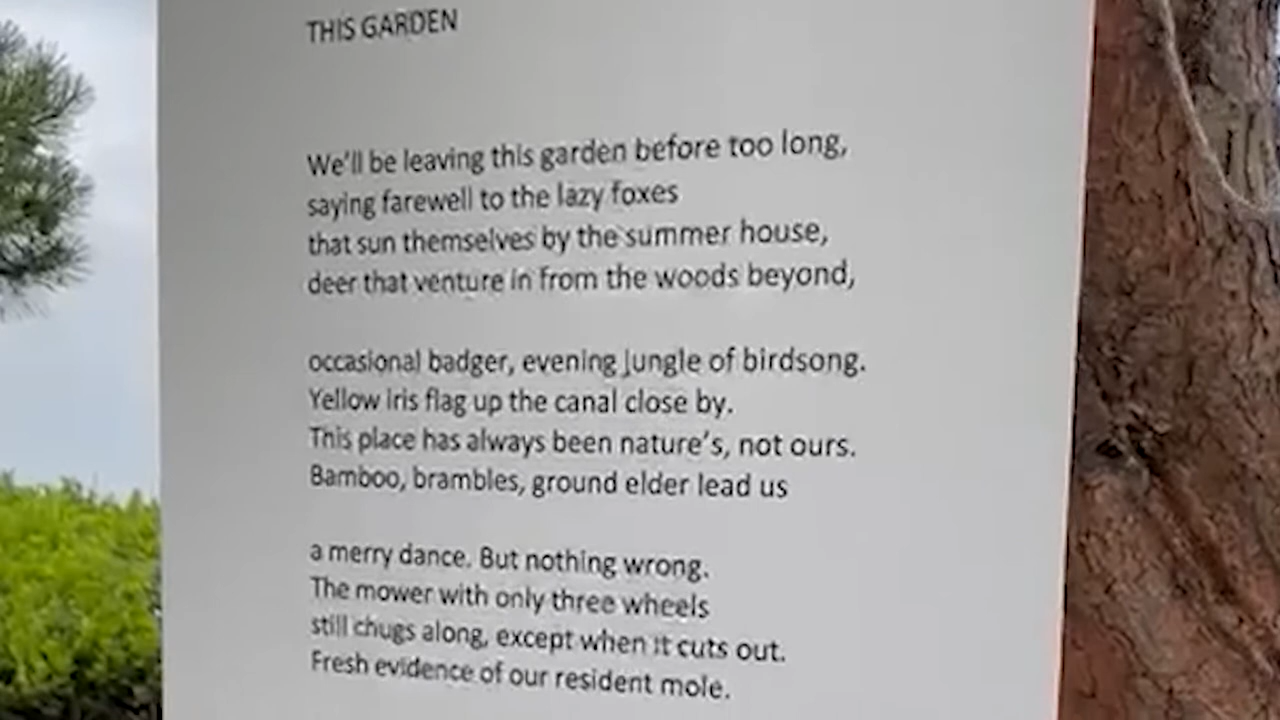 THIS GARDEN
We'll be leaving this garden before too long,
saying farewell to the lazy foxes
that sun themselves by the summer house,
deer that venture in from the woods beyond,
occasional badger, evening jungle of birdsong.
Yellow iris flag up the canal close by.
This place has always been nature's, not ours.
Bamboo, brambles, ground elder lead us
a merry dance. But nothing wrong.
The mower with only three wheels
still chugs along, except when it cuts out.
Fresh evidence of our resident mole.